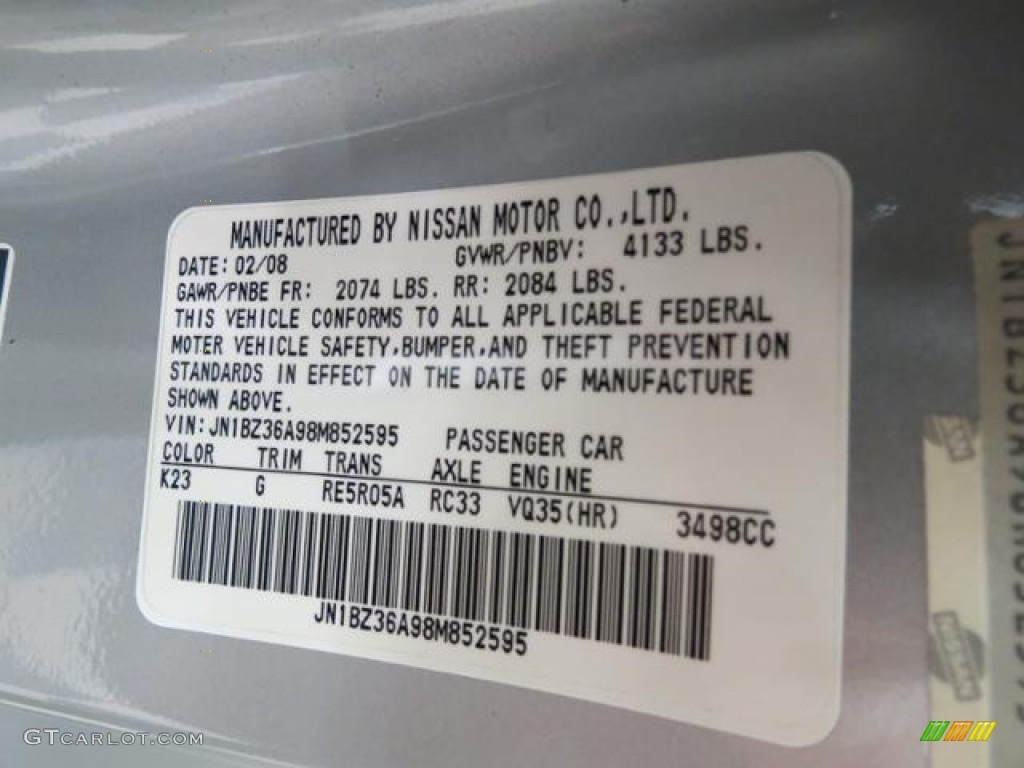 MANUFACTURED BY NISSAN MOTOR CO.,LTD.
DATE: 02/08 GVWR/PNBV: 4133 LBS.
GAWR/PNBE FR: 2074 LBS. RR: 2084 LBS.
THIS VEHICLE CONFORMS TO ALL APPLICABLE FEDERAL
MOTER VEHICLE SAFETY,BUMPER,AND THEFT PREVENTION
STANDARDS IN EFFECT ON THE DATE OF MANUFACTURE
SHOWN ABOVE.
VIN: JN1BZ36A98M852595 PASSENGER CAR
COLOR TRIM TRANS AXLE ENGINE
K23 G RE5R05A RC33 VQ35(HR) 3498CC
JN1BZ36A98M852595
JN1BZ36A98M852595
NISSAN
NISSAN
GTCARLOT.COM